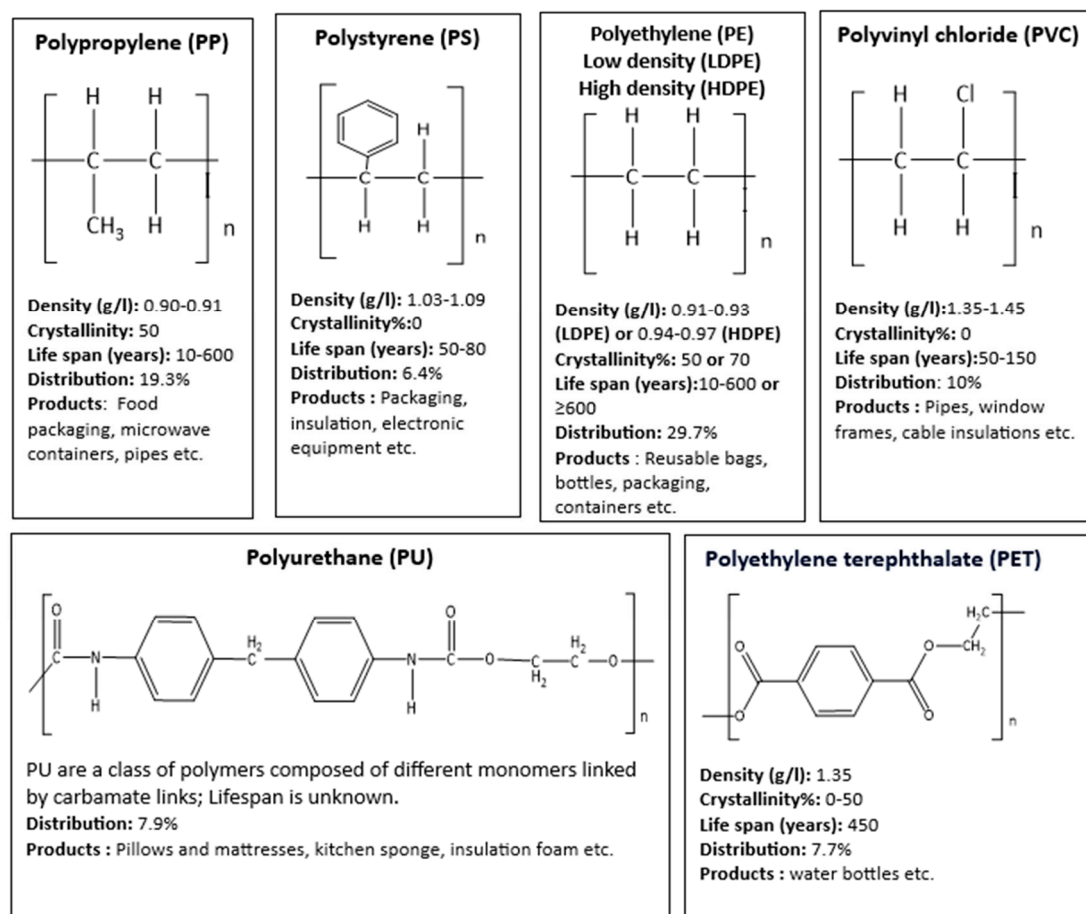 Polypropylene (PP)
H H
C C
CH3 H
n
Density (g/l): 0.90-0.91
Crystallinity: 50
Life span (years): 10-600
Distribution: 19.3%
Products: Food
packaging, microwave
containers, pipes etc.
Polystyrene (PS)
H
C C
H H
n
Density (g/l): 1.03-1.09
Crystallinity%:0
Life span (years): 50-80
Distribution: 6.4%
Products : Packaging,
insulation, electronic
equipment etc.
Polyethylene (PE)
Low density (LDPE)
High density (HDPE)
H H
C C
H H
n
Density (g/l): 0.91-0.93
(LDPE) or 0.94-0.97 (HDPE)
Crystallinity%: 50 or 70
Life span (years):10-600 or
≥600
Distribution: 29.7%
Products : Reusable bags,
bottles, packaging,
containers etc.
Polyvinyl chloride (PVC)
H Cl
C C
H H
n
Density (g/l):1.35-1.45
Crystallinity%: 0
Life span (years):50-150
Distribution: 10%
Products : Pipes, window
frames, cable insulations etc.
Polyurethane (PU)
O O
H2 H2
C N C N C O C C O
H H H2
n
PU are a class of polymers composed of different monomers linked
by carbamate links; Lifespan is unknown.
Distribution: 7.9%
Products : Pillows and mattresses, kitchen sponge, insulation foam etc.
Polyethylene terephthalate (PET)
H2C
O O CH2
O O
n
Density (g/l): 1.35
Crystallinity%: 0-50
Life span (years): 450
Distribution: 7.7%
Products : water bottles etc.